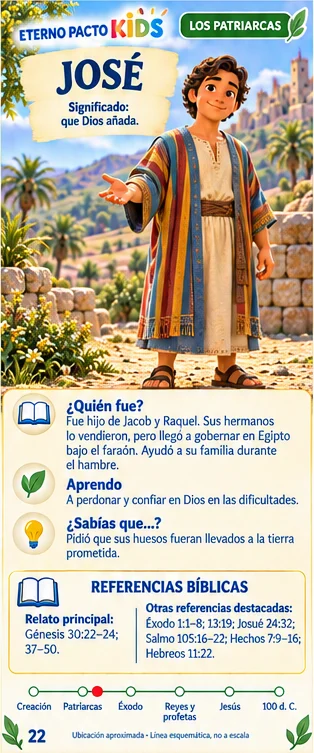 ETERNO PACTO KiDS
LOS PATRIARCAS
JOSÉ
Significado:
que Dios añada.
¿Quién fue?
Fue hijo de Jacob y Raquel. Sus hermanos
lo vendieron, pero llegó a gobernar en Egipto
bajo el faraón. Ayudó a su familia durante
el hambre.
Aprendo
A perdonar y confiar en Dios en las dificultades.
¿Sabías que...?
Pidió que sus huesos fueran llevados a la tierra
prometida.
REFERENCIAS BÍBLICAS
Relato principal:
Génesis 30:22–24;
37–50.
Otras referencias destacadas:
Éxodo 1:1–8; 13:19; Josué 24:32;
Salmo 105:16–22; Hechos 7:9–16;
Hebreos 11:22.
Creación
Patriarcas
Éxodo
Reyes y
profetas
Jesús
100 d. C.
22
Ubicación aproximada • Línea esquemática, no a escala